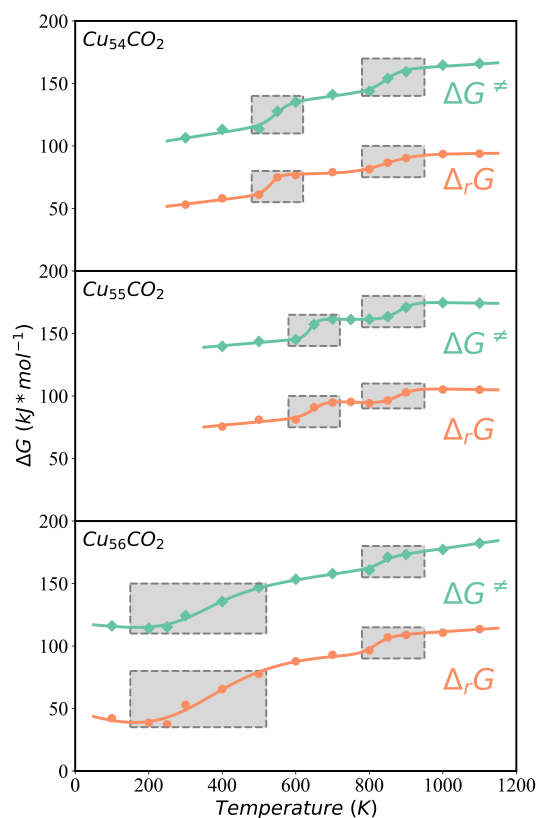 200
Cu₅₄CO₂
150
ΔG ≠
100
ΔᵣG
50
200
Cu₅₅CO₂
150
ΔG ≠
100
ΔᵣG
50
ΔG (kJ * mol⁻¹)
200
Cu₅₆CO₂
150
ΔG ≠
100
ΔᵣG
50
0
0 200 400 600 800 1000 1200
Temperature (K)